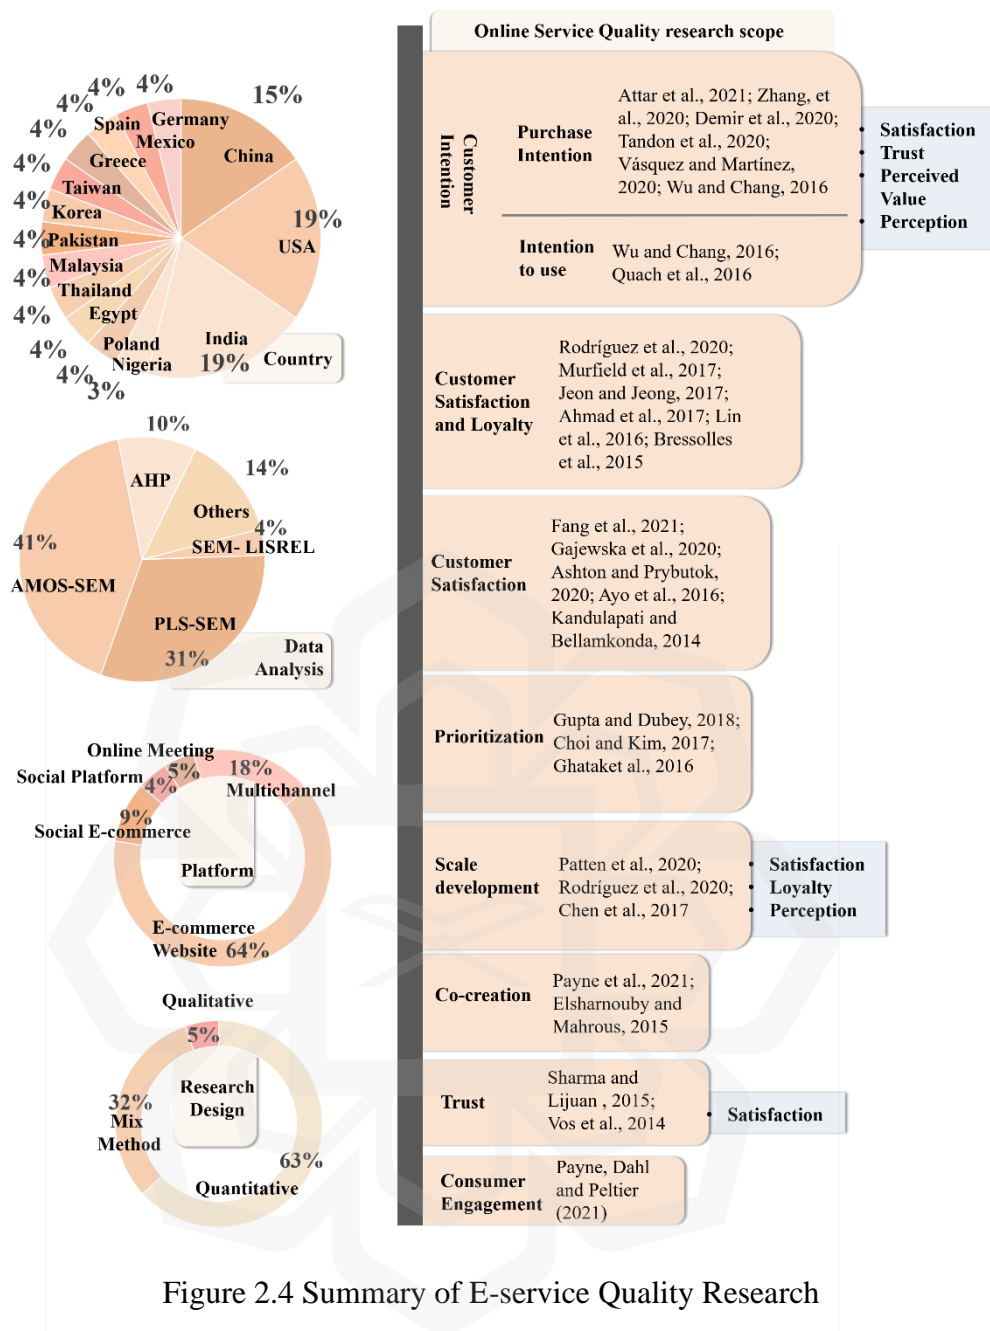 4%
4%
15%
4%
4%
4%
4%
4%
4%
4%
4%
4%
4%
3%
19%
19%
Germany
Mexico
Spain
Greece
Taiwan
Korea
Pakistan
Malaysia
Thailand
Egypt
Poland
Nigeria
India
USA
China
Country
10%
14%
4%
41%
31%
AHP
Others
SEM- LISREL
AMOS-SEM
PLS-SEM
Data
Analysis
Online Meeting
Social Platform
5%
18%
4%
Multichannel
9%
Social E-commerce
Platform
E-commerce
Website 64%
Qualitative
5%
Research
Design
32%
Mix
Method
63%
Quantitative
Online Service Quality research scope
Customer
Intention
Purchase
Intention
Attar et al., 2021; Zhang, et
al., 2020; Demir et al., 2020;
Tandon et al., 2020;
Vásquez and Martínez,
2020; Wu and Chang, 2016
• Satisfaction
• Trust
• Perceived
Value
• Perception
Intention
to use
Wu and Chang, 2016;
Quach et al., 2016
Customer
Satisfaction
and Loyalty
Rodríguez et al., 2020;
Murfield et al., 2017;
Jeon and Jeong, 2017;
Ahmad et al., 2017; Lin
et al., 2016; Bressolles
et al., 2015
Customer
Satisfaction
Fang et al., 2021;
Gajewska et al., 2020;
Ashton and Prybutok,
2020; Ayo et al., 2016;
Kandulapati and
Bellamkonda, 2014
Prioritization
Gupta and Dubey, 2018;
Choi and Kim, 2017;
Ghataket al., 2016
Scale
development
Patten et al., 2020;
Rodríguez et al., 2020;
Chen et al., 2017
• Satisfaction
• Loyalty
• Perception
Co-creation
Payne et al., 2021;
Elsharnouby and
Mahrous, 2015
Trust
Sharma and
Lijuan , 2015;
Vos et al., 2014
• Satisfaction
Consumer
Engagement
Payne, Dahl
and Peltier
(2021)
Figure 2.4 Summary of E-service Quality Research